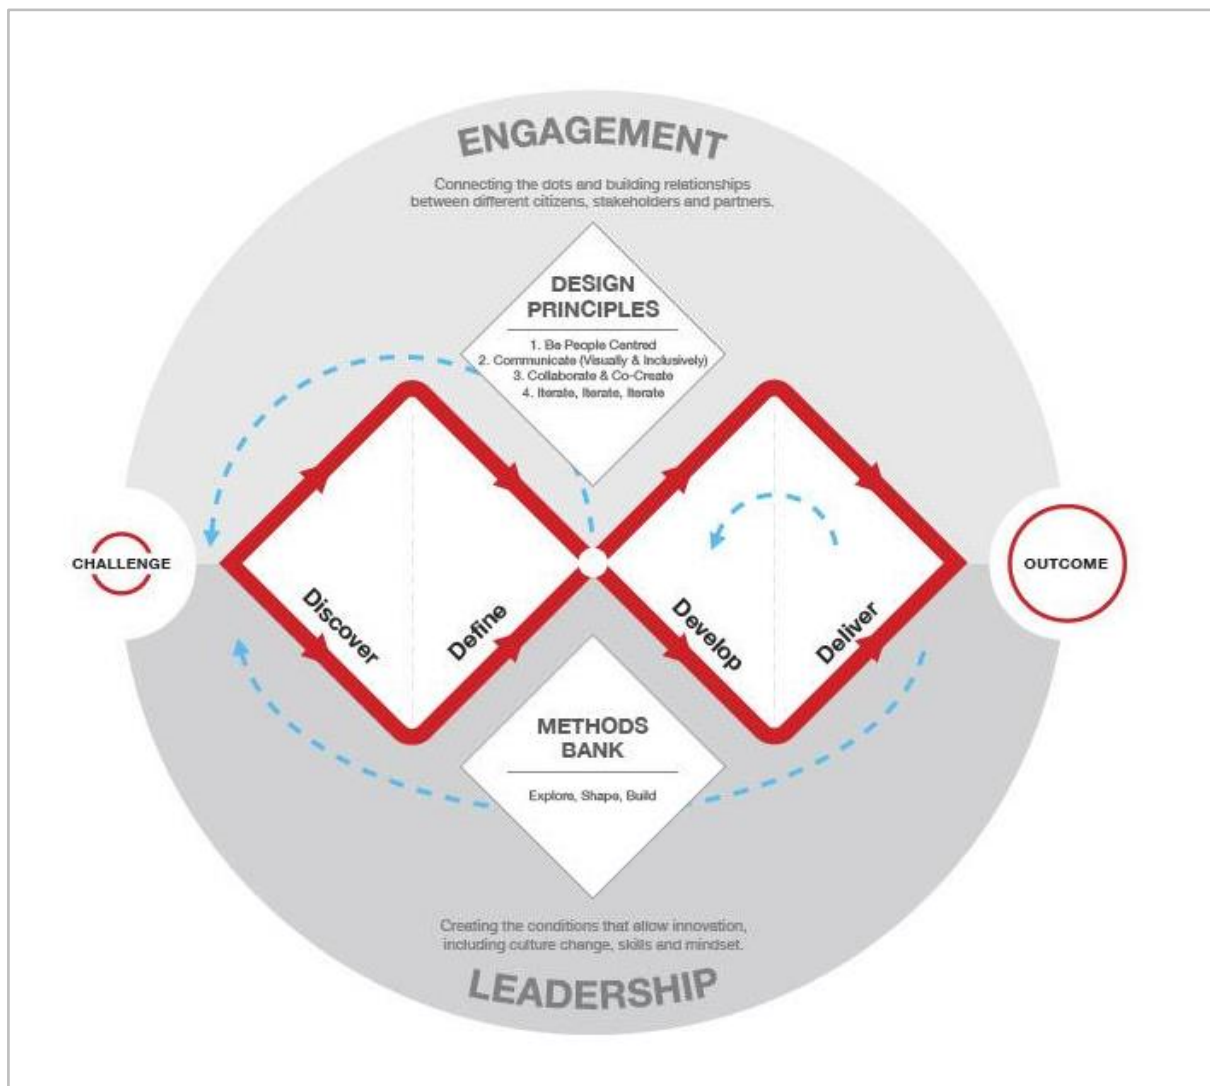 ENGAGEMENT
Connecting the dots and building relationships
between different citizens, stakeholders and partners.
DESIGN
PRINCIPLES
1. Be People Centred
2. Communicate (Visually & Inclusively)
3. Collaborate & Co-Create
4. Iterate, Iterate, Iterate
CHALLENGE
Discover
Define
Develop
Deliver
OUTCOME
METHODS
BANK
Explore, Shape, Build
Creating the conditions that allow innovation,
including culture change, skills and mindset.
LEADERSHIP